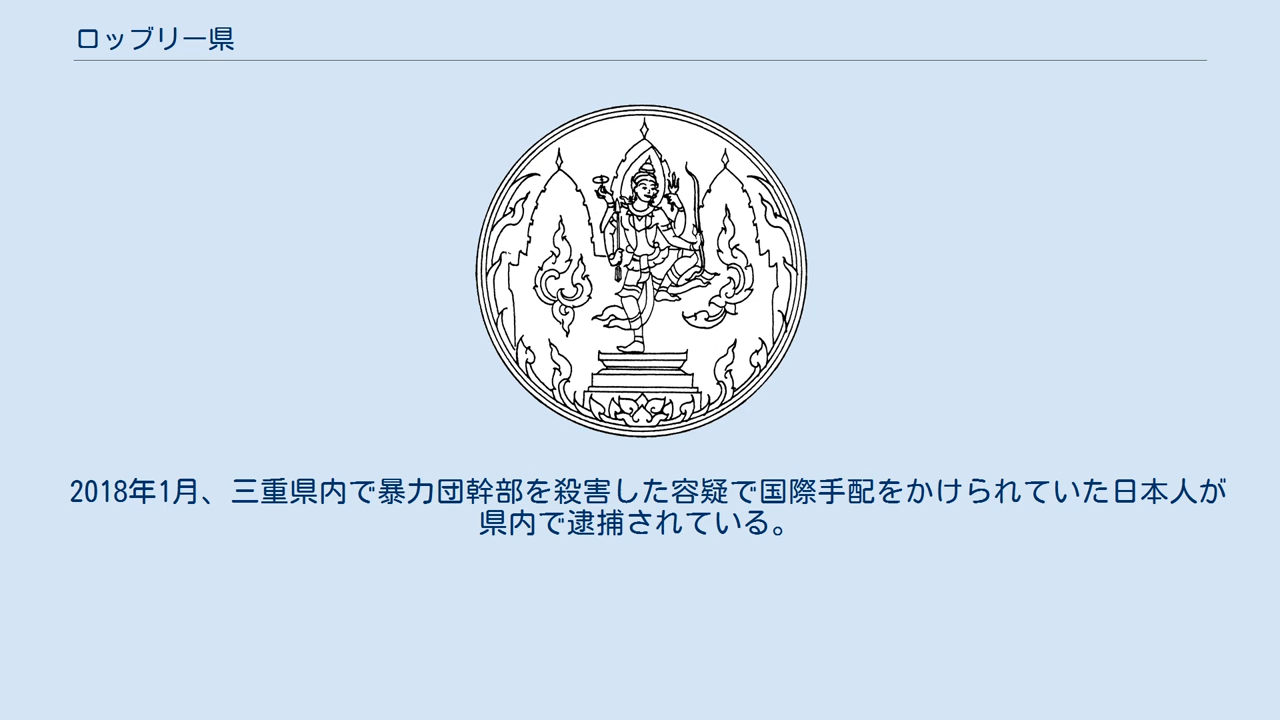 ロッブリー県
2018年1月、三重県内で暴力団幹部を殺害した容疑で国際手配をかけられていた日本人が
県内で逮捕されている。